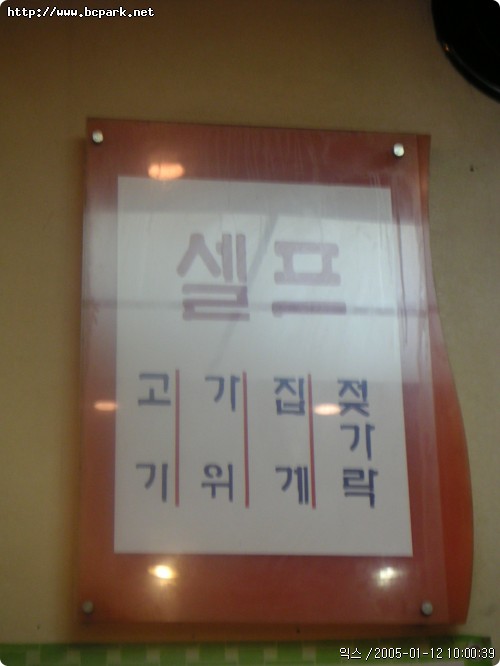 http://www.bcpark.net
셀프
고기
가위
집게
젖가락
익스 / 2005-01-12 10:00:39